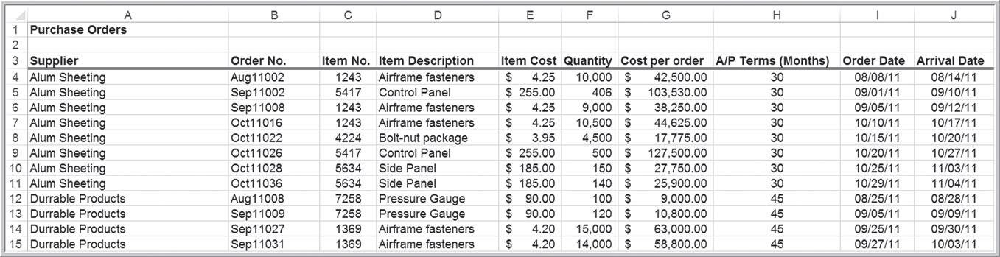 A B C D E F G H I J
1 Purchase Orders
2
3 Supplier Order No. Item No. Item Description Item Cost Quantity Cost per order A/P Terms (Months) Order Date Arrival Date
4 Alum Sheeting Aug11002 1243 Airframe fasteners $ 4.25 10,000 $ 42,500.00 30 08/08/11 08/14/11
5 Alum Sheeting Sep11002 5417 Control Panel $ 255.00 406 $ 103,530.00 30 09/01/11 09/10/11
6 Alum Sheeting Sep11008 1243 Airframe fasteners $ 4.25 9,000 $ 38,250.00 30 09/05/11 09/12/11
7 Alum Sheeting Oct11016 1243 Airframe fasteners $ 4.25 10,500 $ 44,625.00 30 10/10/11 10/17/11
8 Alum Sheeting Oct11022 4224 Bolt-nut package $ 3.95 4,500 $ 17,775.00 30 10/15/11 10/20/11
9 Alum Sheeting Oct11026 5417 Control Panel $ 255.00 500 $ 127,500.00 30 10/20/11 10/27/11
10 Alum Sheeting Oct11028 5634 Side Panel $ 185.00 150 $ 27,750.00 30 10/25/11 11/03/11
11 Alum Sheeting Oct11036 5634 Side Panel $ 185.00 140 $ 25,900.00 30 10/29/11 11/04/11
12 Durrable Products Aug11008 7258 Pressure Gauge $ 90.00 100 $ 9,000.00 45 08/25/11 08/28/11
13 Durrable Products Sep11009 7258 Pressure Gauge $ 90.00 120 $ 10,800.00 45 09/05/11 09/09/11
14 Durrable Products Sep11027 1369 Airframe fasteners $ 4.20 15,000 $ 63,000.00 45 09/25/11 09/30/11
15 Durrable Products Sep11031 1369 Airframe fasteners $ 4.20 14,000 $ 58,800.00 45 09/27/11 10/03/11